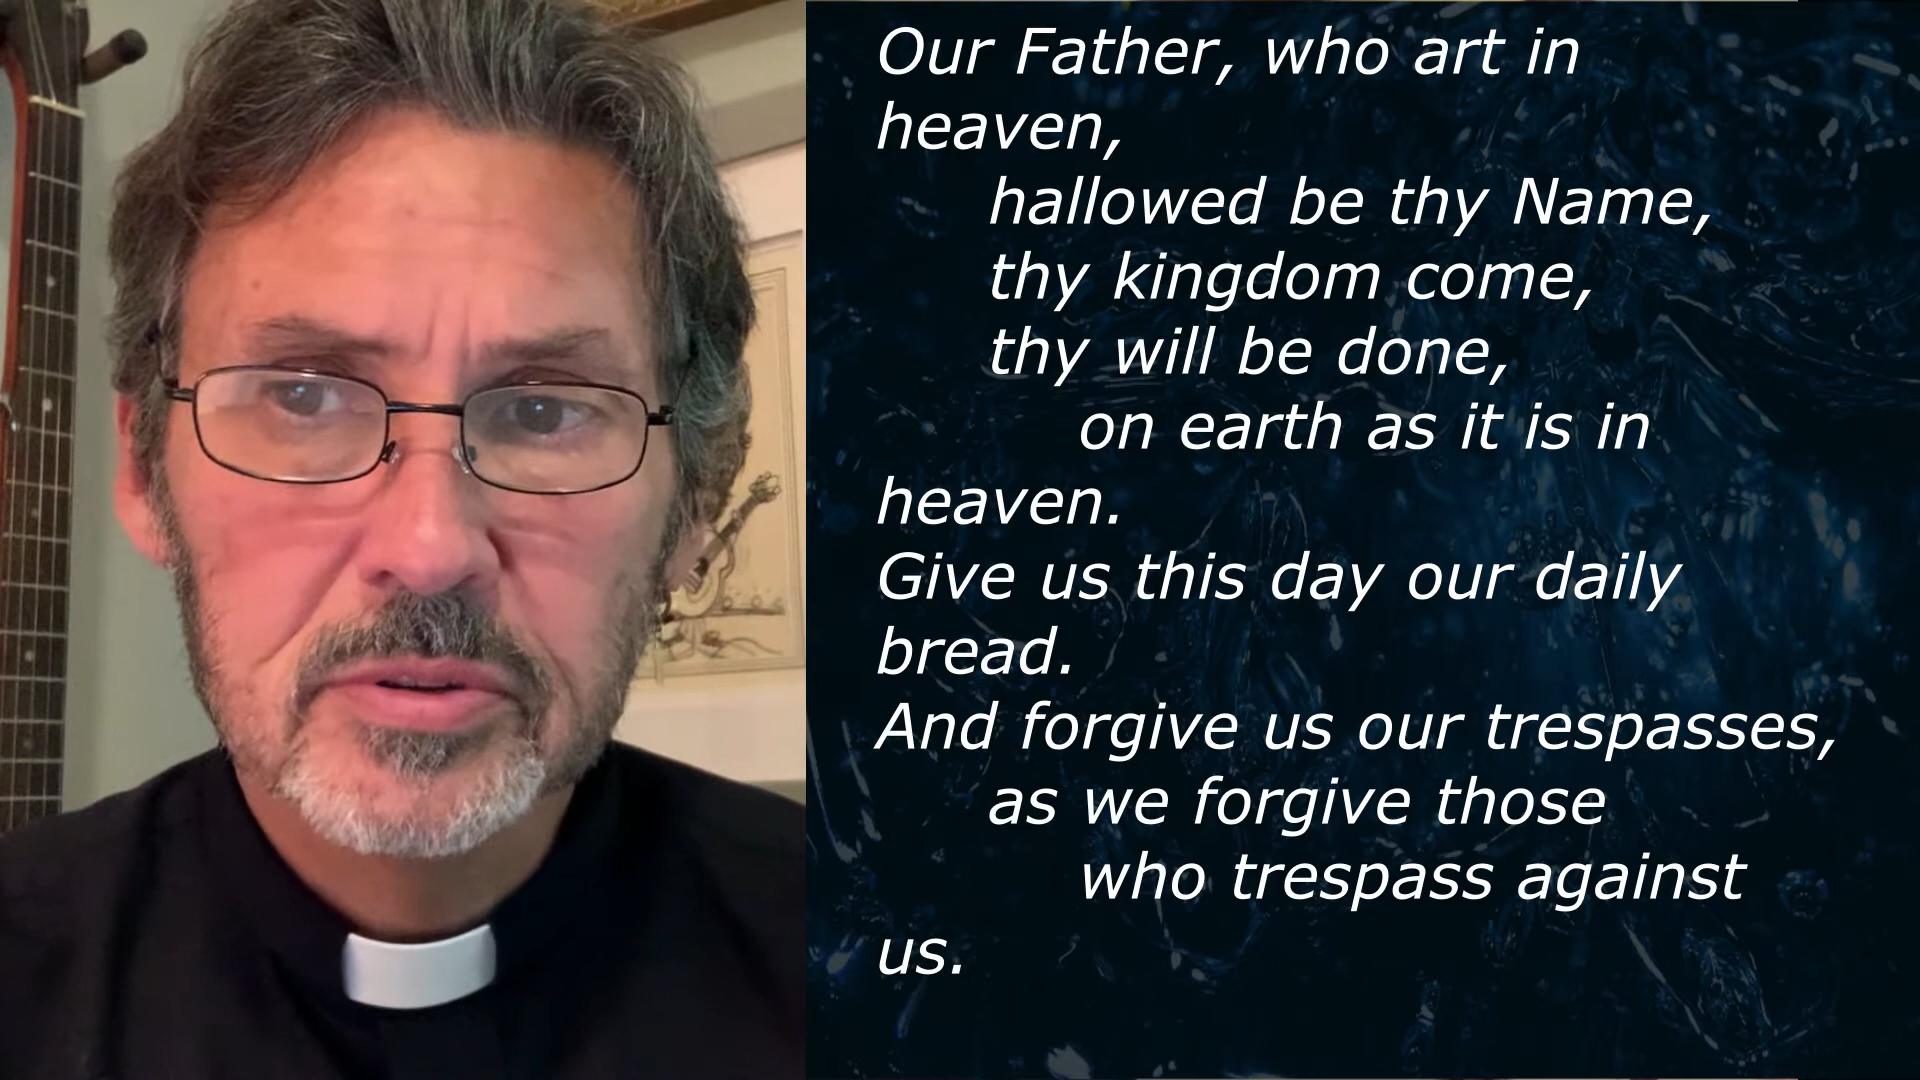 Our Father, who art in
heaven,
hallowed be thy Name,
thy kingdom come,
thy will be done,
on earth as it is in
heaven.
Give us this day our daily
bread.
And forgive us our trespasses,
as we forgive those
who trespass against
us.